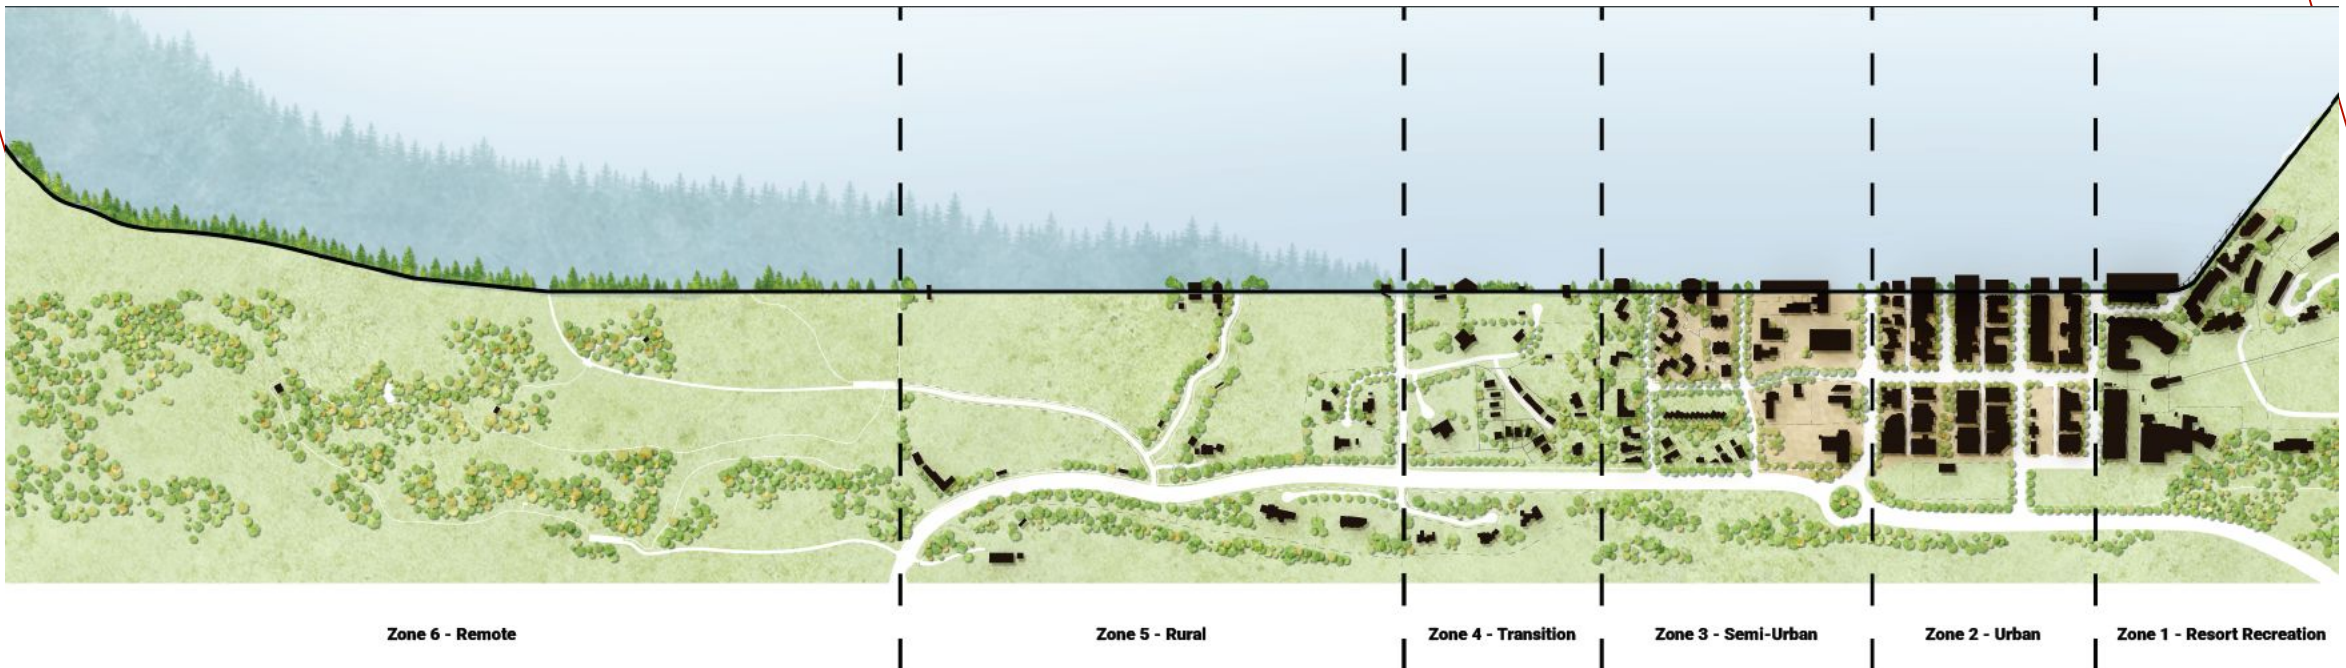 Zone 6 - Remote
Zone 5 - Rural
Zone 4 - Transition
Zone 3 - Semi-Urban
Zone 2 - Urban
Zone 1 - Resort Recreation